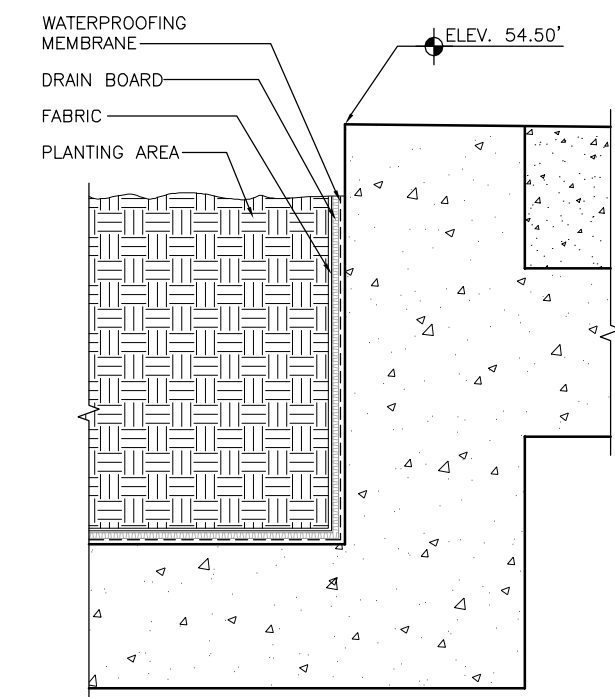 WATERPROOFING
MEMBRANE
DRAIN BOARD
FABRIC
PLANTING AREA
ELEV. 54.50'